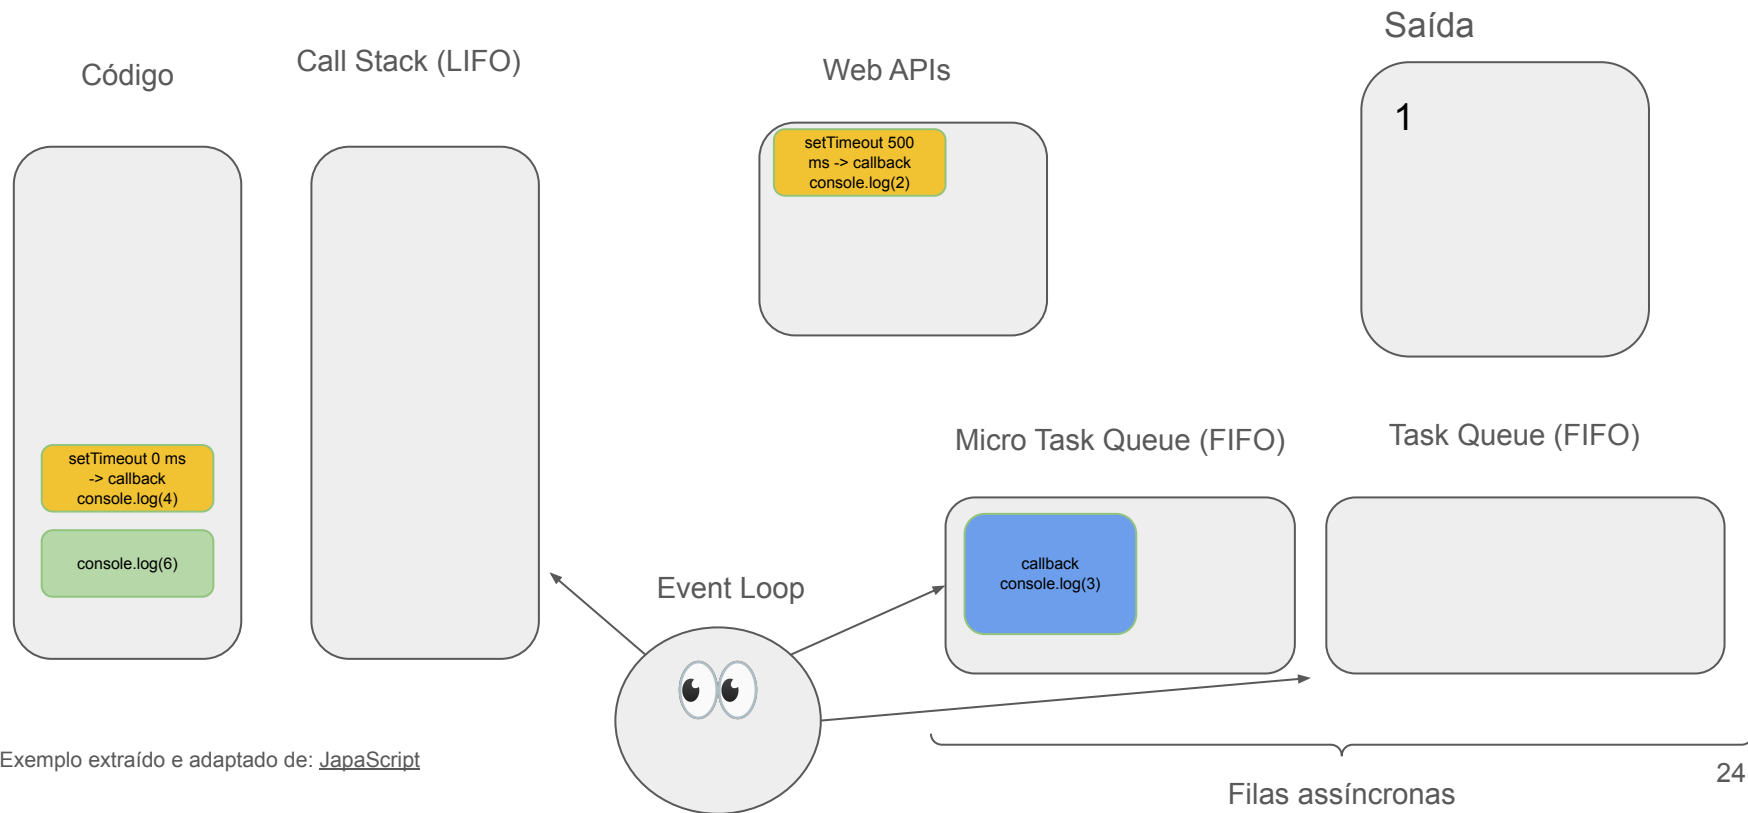 Saída
Código
Call Stack (LIFO)
Web APIs
1
setTimeout 500
ms -> callback
console.log(2)
setTimeout 0 ms
-> callback
console.log(4)
console.log(6)
Micro Task Queue (FIFO)
Task Queue (FIFO)
callback
console.log(3)
Event Loop
Exemplo extraído e adaptado de: JapaScript
Filas assíncronas
24